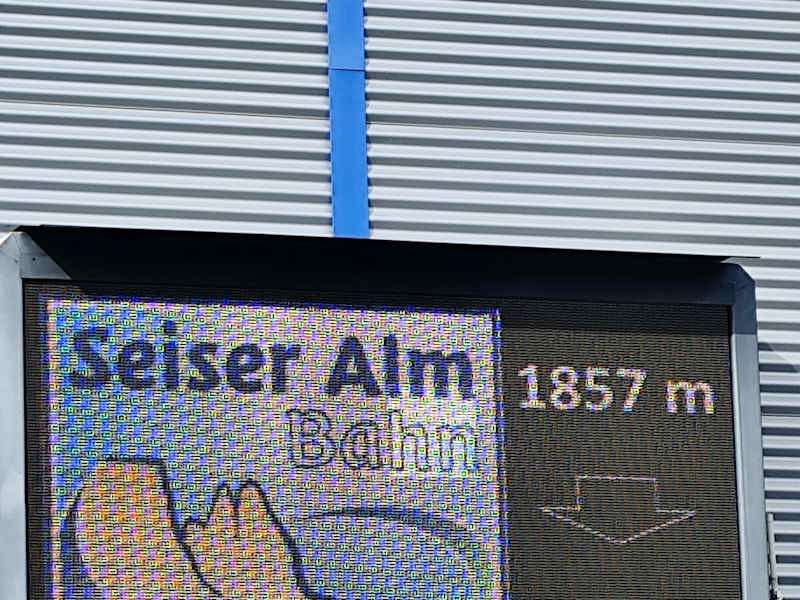 Seiser Alm
Bahn
1857 m